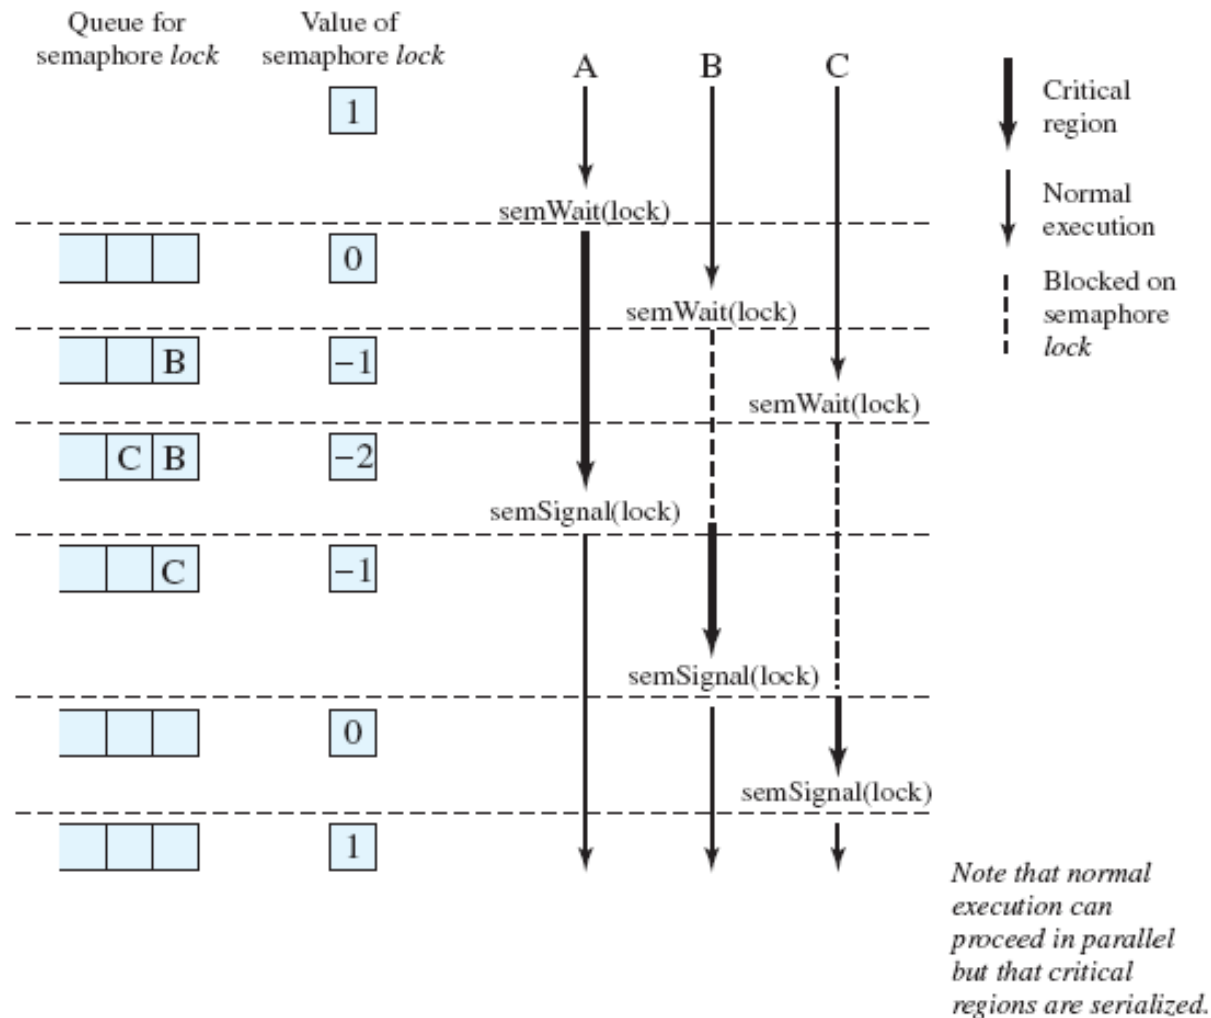 Queue for
semaphore lock
Value of
semaphore lock
A
B
C
1
Critical
region
Normal
execution
semWait(lock)
0
Blocked on
semaphore
lock
semWait(lock)
B
−1
semWait(lock)
C B
−2
semSignal(lock)
C
−1
semSignal(lock)
0
semSignal(lock)
1
Note that normal
execution can
proceed in parallel
but that critical
regions are serialized.